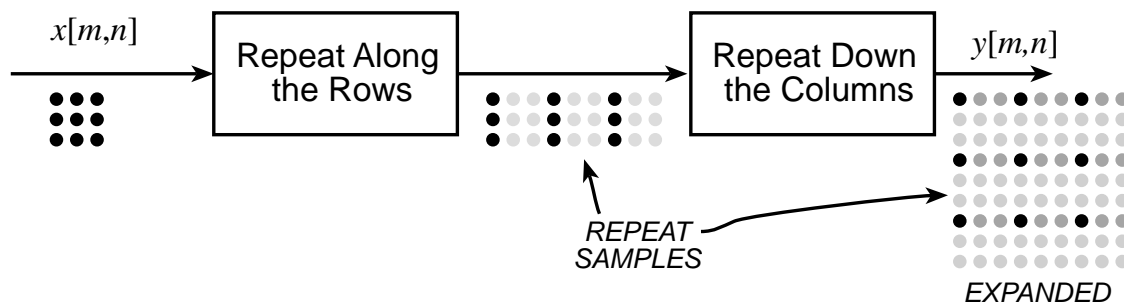 x[m,n]
Repeat Along
the Rows
Repeat Down
the Columns
y[m,n]
REPEAT
SAMPLES
EXPANDED